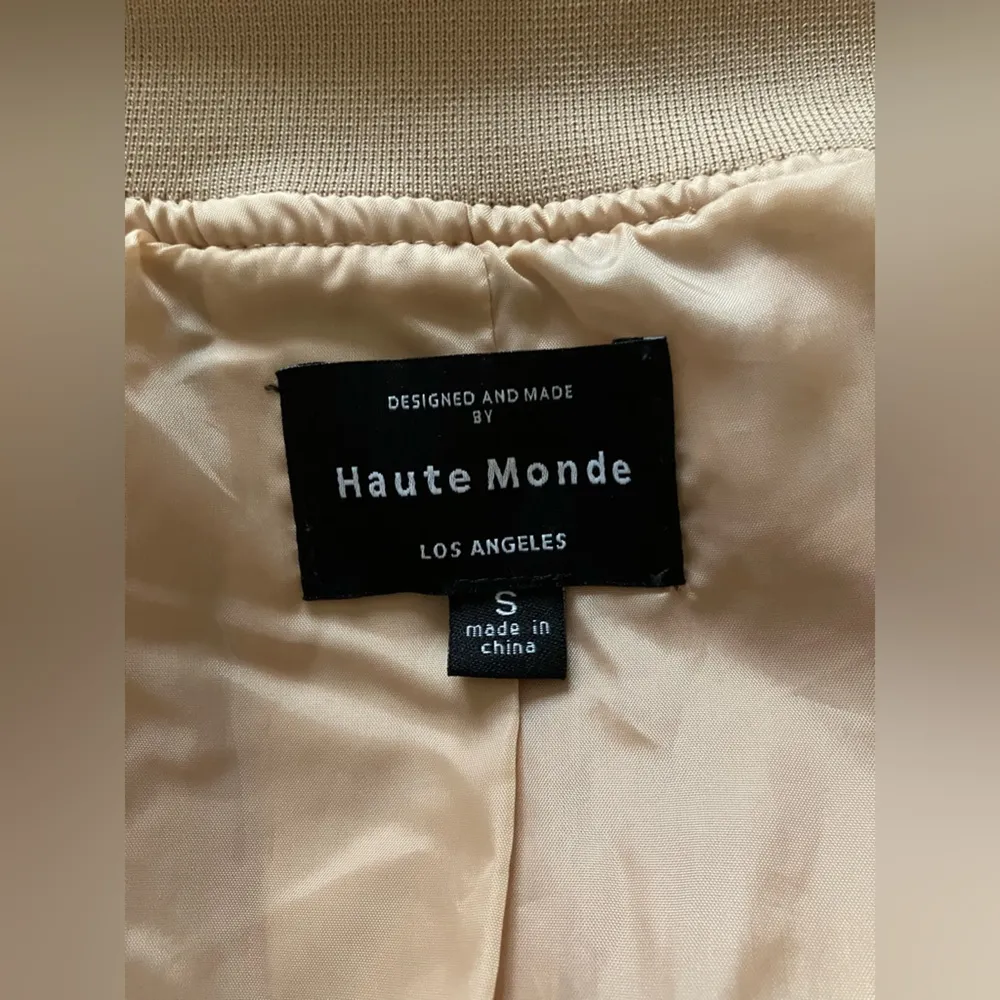 DESIGNED AND MADE
BY
Haute Monde
LOS ANGELES
S
made in
china